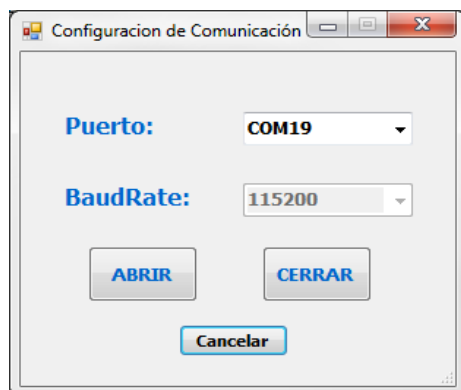 Configuracion de Comunicación
Puerto: COM19
BaudRate: 115200
ABRIR CERRAR
Cancelar